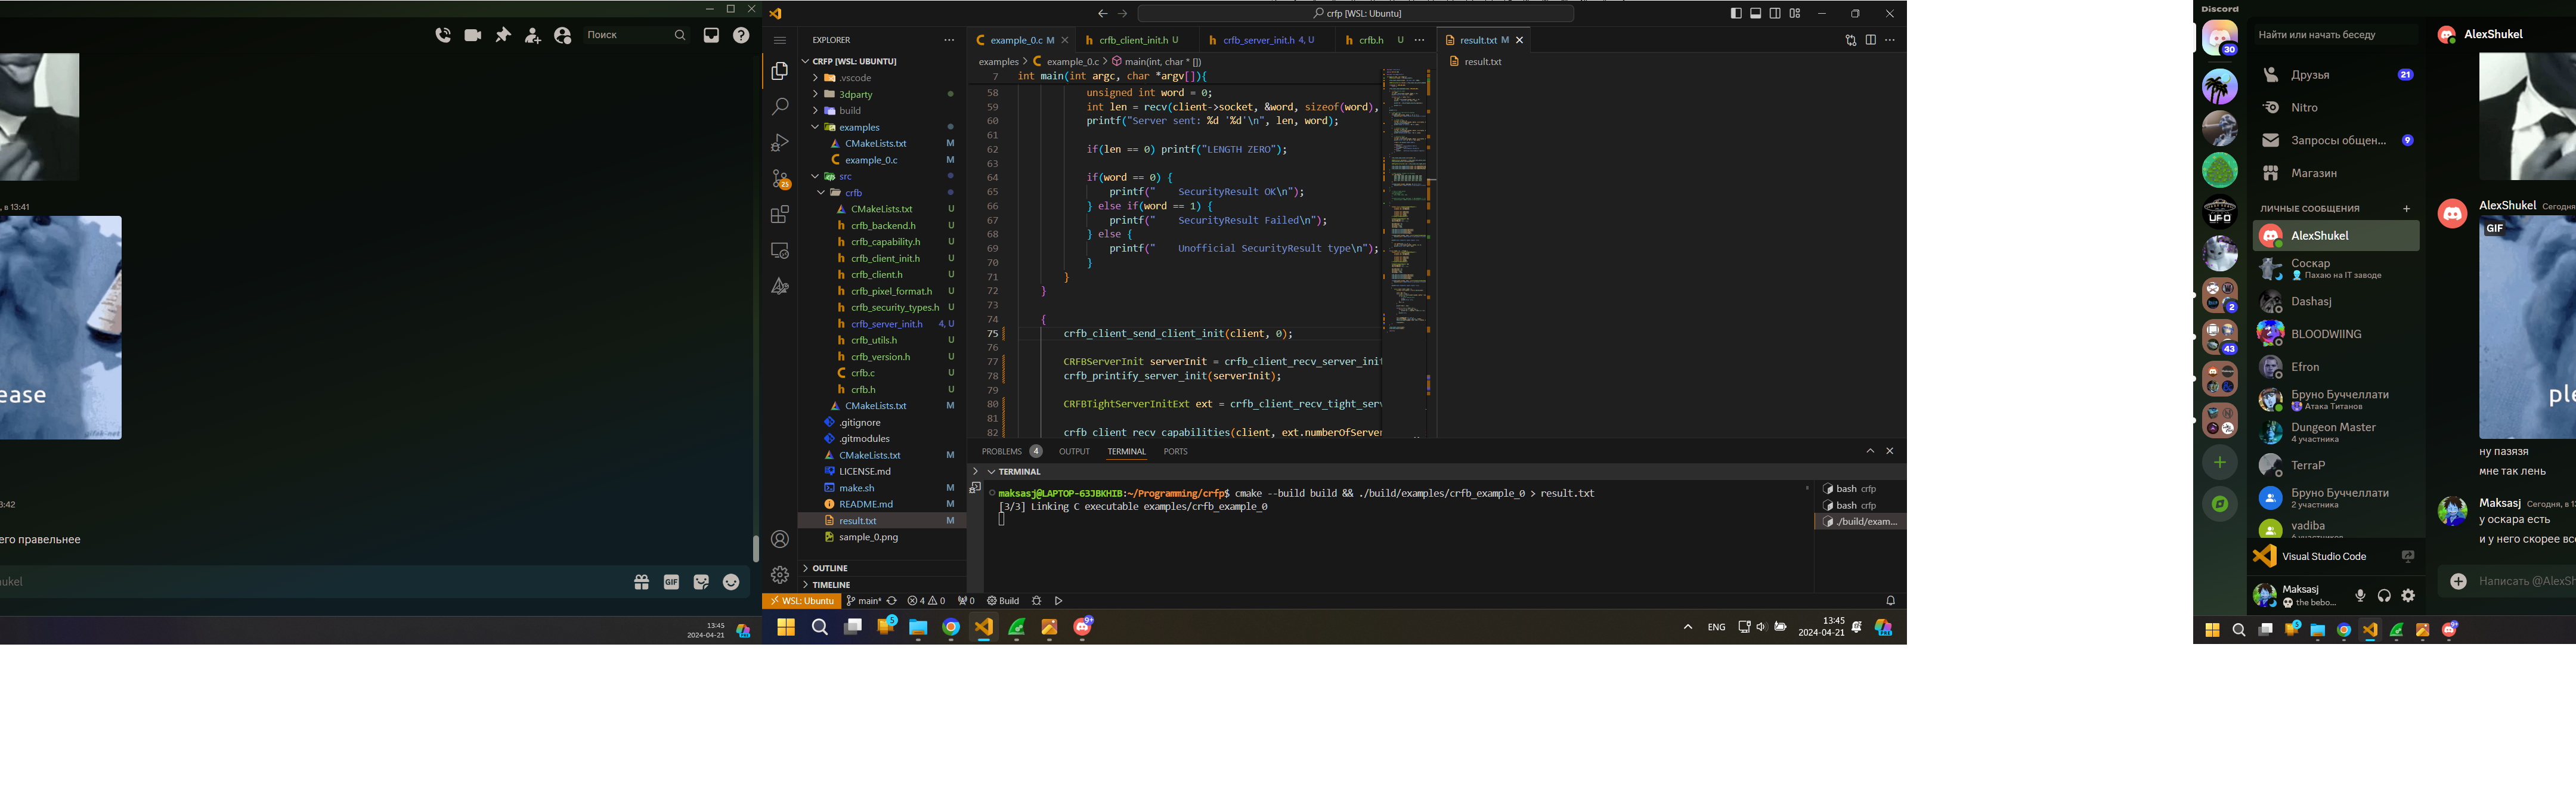 Поиск
, в 13:41
ease
3:42
его правельнее
ukel
13:45
2024-04-21
crfp [WSL: Ubuntu]
EXPLORER
CRFP [WSL: UBUNTU]
.vscode
3dparty
build
examples
CMakeLists.txt M
example_0.c M
src
crfb
CMakeLists.txt U
crfb_backend.h U
crfb_capability.h U
crfb_client_init.h U
crfb_client.h U
crfb_pixel_format.h U
crfb_security_types.h U
crfb_server_init.h 4, U
crfb_utils.h U
crfb_version.h U
crfb.c U
crfb.h U
CMakeLists.txt M
.gitignore
.gitmodules
CMakeLists.txt M
LICENSE.md
make.sh M
README.md M
result.txt M
sample_0.png
OUTLINE
TIMELINE
25
example_0.c M
crfb_client_init.h U
crfb_server_init.h 4, U
crfb.h U
result.txt M
examples > example_0.c > main(int, char * [])
result.txt
7 int main(int argc, char *argv[]){
58 unsigned int word = 0;
59 int len = recv(client->socket, &word, sizeof(word),
60 printf("Server sent: %d '%d'\n", len, word);
61
62 if(len == 0) printf("LENGTH ZERO");
63
64 if(word == 0) {
65 printf("    SecurityResult OK\n");
66 } else if(word == 1) {
67 printf("    SecurityResult Failed\n");
68 } else {
69 printf("    Unofficial SecurityResult type\n");
70 }
71 }
72 }
73
74 {
75 crfb_client_send_client_init(client, 0);
76
77 CRFBServerInit serverInit = crfb_client_recv_server_init
78 crfb_printify_server_init(serverInit);
79
80 CRFBTightServerInitExt ext = crfb_client_recv_tight_serv
81
82 crfb_client_recv_capabilities(client, ext.numberOfServer
PROBLEMS 4 OUTPUT TERMINAL PORTS
TERMINAL
maksasj@LAPTOP-63JBKHIB:~/Programming/crfp$ cmake --build build && ./build/examples/crfb_example_0 > result.txt
[3/3] Linking C executable examples/crfb_example_0
bash crfp
bash crfp
./build/exam...
WSL: Ubuntu main* 4 0 0 Build
5
9+
ENG
13:45
2024-04-21
Discord
30
2
43
Найти или начать беседу
Друзья 21
Nitro
Запросы общен... 9
Магазин
ЛИЧНЫЕ СООБЩЕНИЯ
AlexShukel
Соскар
Пахаю на IT заводе
Dashasj
BLOODWIING
Efron
Бруно Буччеллати
Атака Титанов
Dungeon Master
4 участника
TerraP
Бруно Буччеллати
2 участника
vadiba
Visual Studio Code
Maksasj
the bebo...
UFO
AlexShukel
AlexShukel Сегодня
GIF
ple
ну пазязя
мне так лень
Maksasj Сегодня, в 1
у оскара есть
и у него скорее все
Написать @AlexSh
5
9+